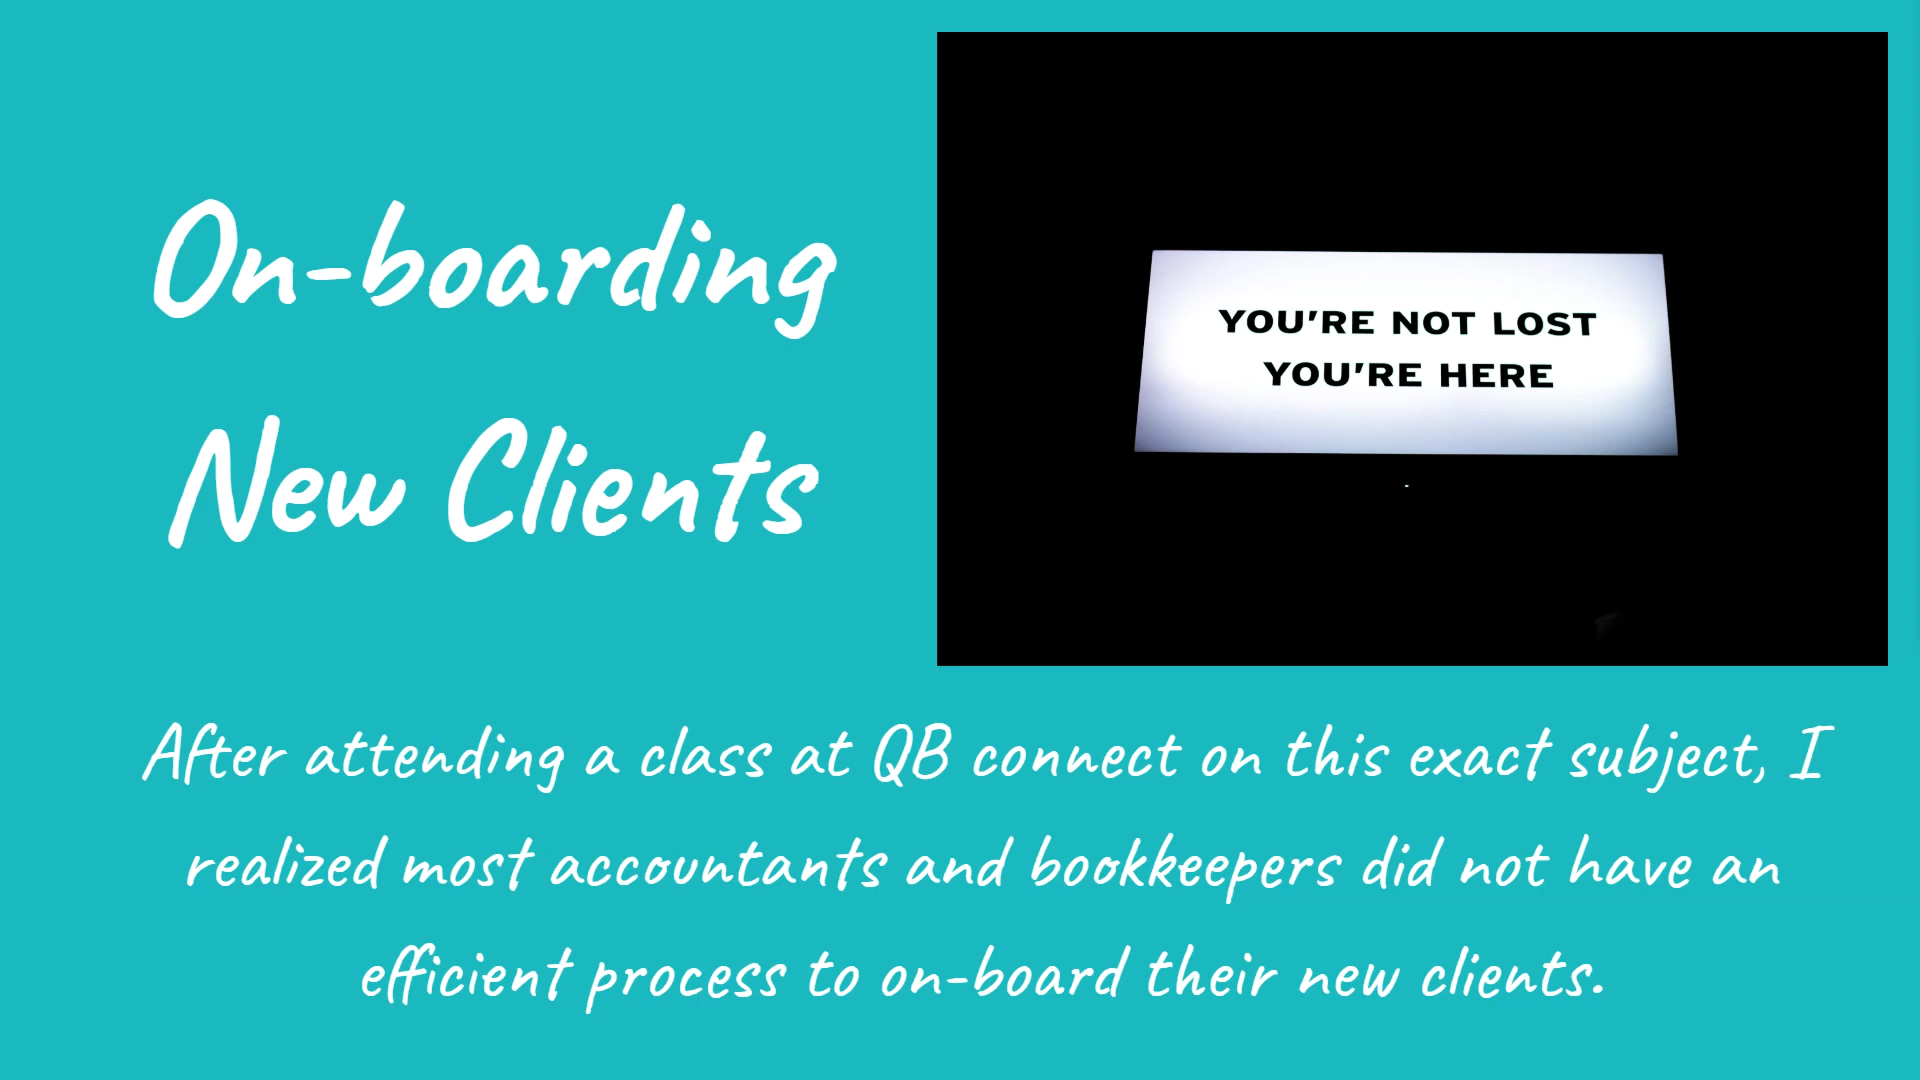 On-boarding
New Clients
YOU'RE NOT LOST
YOU'RE HERE
After attending a class at QB connect on this exact subject, I
realized most accountants and bookkeepers did not have an
efficient process to on-board their new clients.